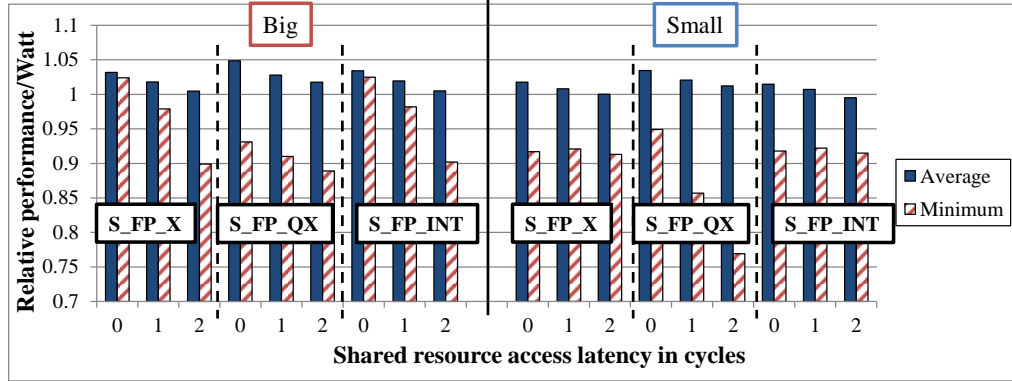 Big
Small
Relative performance/Watt
1.1
1.05
1
0.95
0.9
0.85
0.8
0.75
0.7
S_FP_X
S_FP_QX
S_FP_INT
S_FP_X
S_FP_QX
S_FP_INT
0 1 2 0 1 2 0 1 2 0 1 2 0 1 2 0 1 2
Shared resource access latency in cycles
Average
Minimum